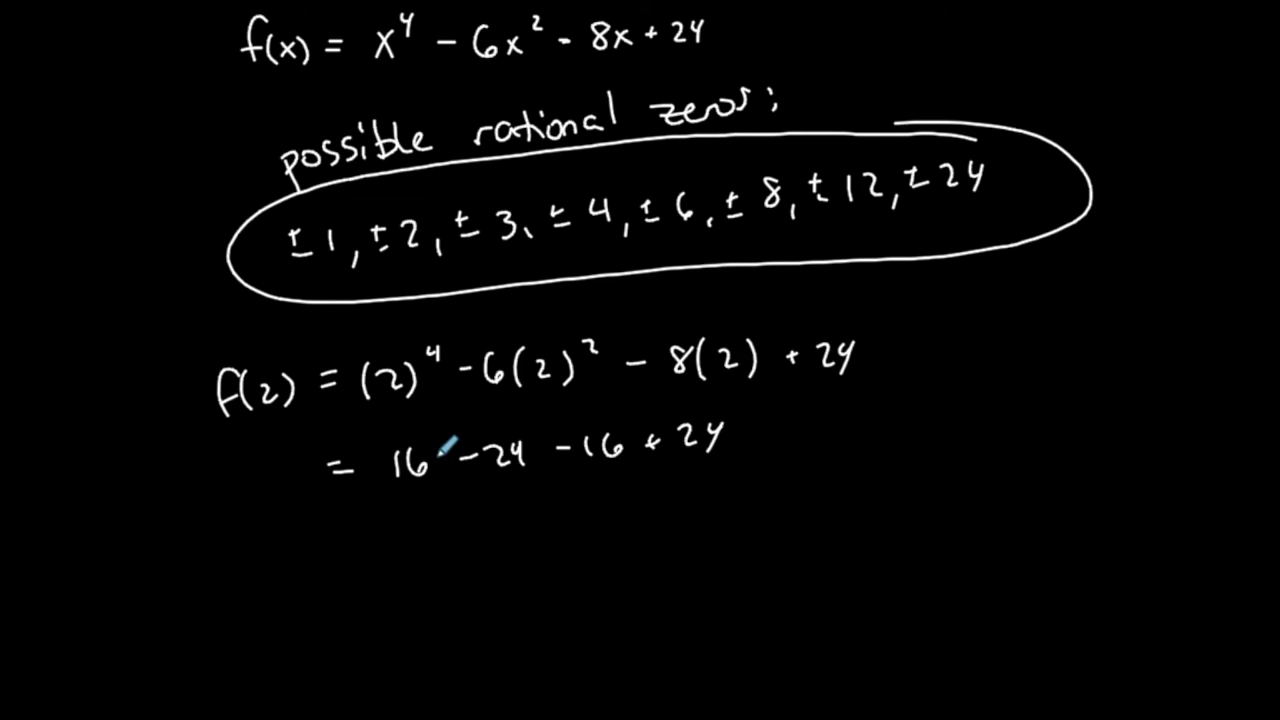 f(x) = x⁴ - 6x² - 8x + 24
possible rational zeros:
± 1, ± 2, ± 3, ± 4, ± 6, ± 8, ± 12, ± 24
f(2) = (2)⁴ - 6(2)² - 8(2) + 24
= 16 - 24 - 16 + 24